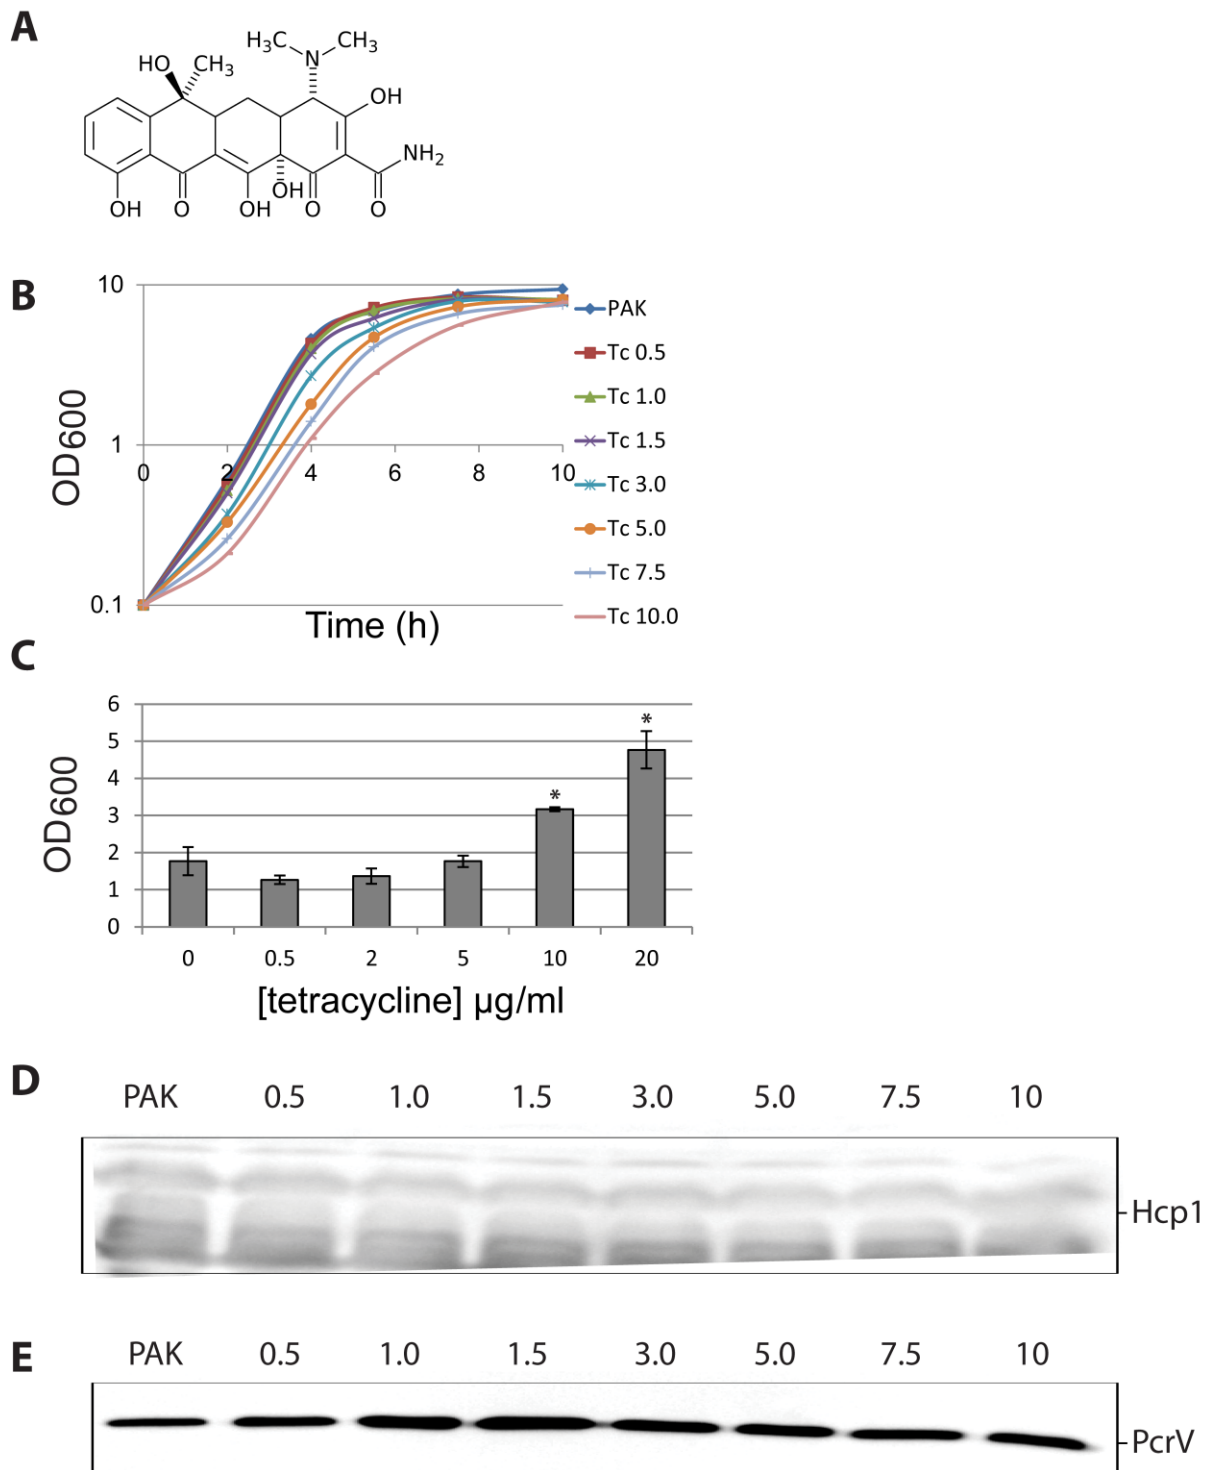 A
H3C CH3
N
HO CH3
OH
NH2
OH
OH O OH O O
B
10
1
0.1
0 2 4 6 8 10
OD600
Time (h)
PAK
Tc 0.5
Tc 1.0
Tc 1.5
Tc 3.0
Tc 5.0
Tc 7.5
Tc 10.0
C
6
5
4
3
2
1
0
OD600
* *
0 0.5 2 5 10 20
[tetracycline] µg/ml
D
PAK 0.5 1.0 1.5 3.0 5.0 7.5 10
Hcp1
E
PAK 0.5 1.0 1.5 3.0 5.0 7.5 10
PcrV